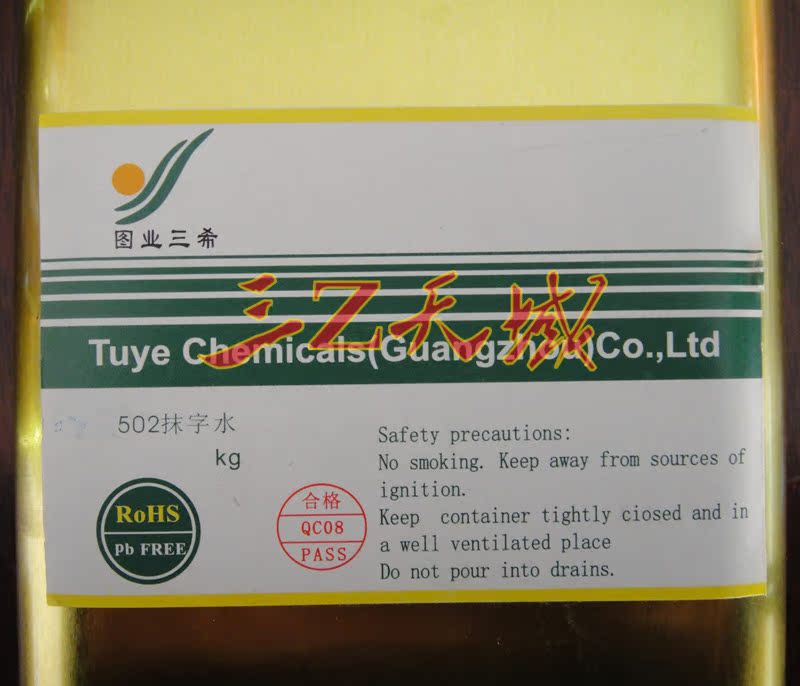 图业三希
三乙天城
Tuye Chemicals(Guangzhou)Co.,Ltd
502抹字水
kg
RoHS
Pb FREE
合格
QC08
PASS
Safety precautions:
No smoking. Keep away from sources of
ignition.
Keep container tightly ciosed and in
a well ventilated place
Do not pour into drains.